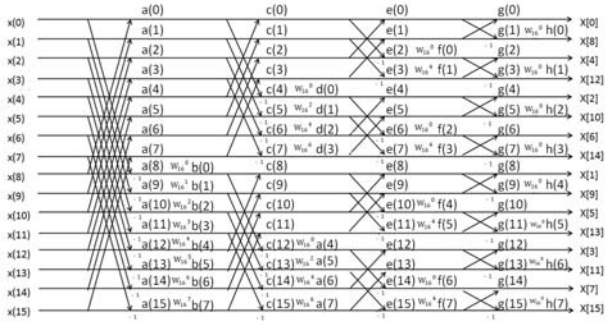 a(0) c(0) e(0) g(0)
x(0) X[0]
a(1) c(1) e(1) g(1) W₁₆⁰ h(0)
x(1) X[8]
a(2) c(2) e(2) W₁₆⁰ f(0) -1 g(2)
x(2) X[4]
a(3) c(3) e(3) W₁₆⁴ f(1) g(3) W₁₆⁰ h(1)
x(3) X[12]
a(4) c(4) W₁₆⁰ d(0) e(4) g(4)
x(4) X[2]
a(5) c(5) W₁₆² d(1) e(5) g(5) W₁₆⁰ h(2)
x(5) X[10]
a(6) c(6) W₁₆⁴ d(2) e(6) W₁₆⁰ f(2) g(6)
x(6) X[6]
a(7) c(7) W₁₆⁶ d(3) e(7) W₁₆⁴ f(3) g(7) W₁₆⁰ h(3)
x(7) X[14]
a(8) W₁₆⁰ b(0) -1 c(8) e(8) g(8)
x(8) X[1]
a(9) W₁₆¹ b(1) c(9) e(9) g(9) W₁₆⁰ h(4)
x(9) X[9]
a(10) W₁₆² b(2) c(10) e(10) W₁₆⁰ f(4) g(10)
x(10) X[5]
a(11) W₁₆³ b(3) c(11) e(11) W₁₆⁴ f(5) g(11) h(5)
x(11) X[13]
a(12) W₁₆⁴ b(4) c(12) W₁₆⁰ a(4) e(12) g(12)
x(12) X[3]
a(13) b(5) c(13) W₁₆² a(5) e(13) g(13) h(6)
x(13) X[11]
a(14) W₁₆⁶ b(6) c(14) W₁₆⁴ a(6) e(14) W₁₆⁰ f(6) g(14)
x(14) X[7]
a(15) W₁₆⁷ b(7) c(15) W₁₆⁶ a(7) e(15) W₁₆⁴ f(7) g(15) h(7)
x(15) X[15]
-1 -1 -1 -1